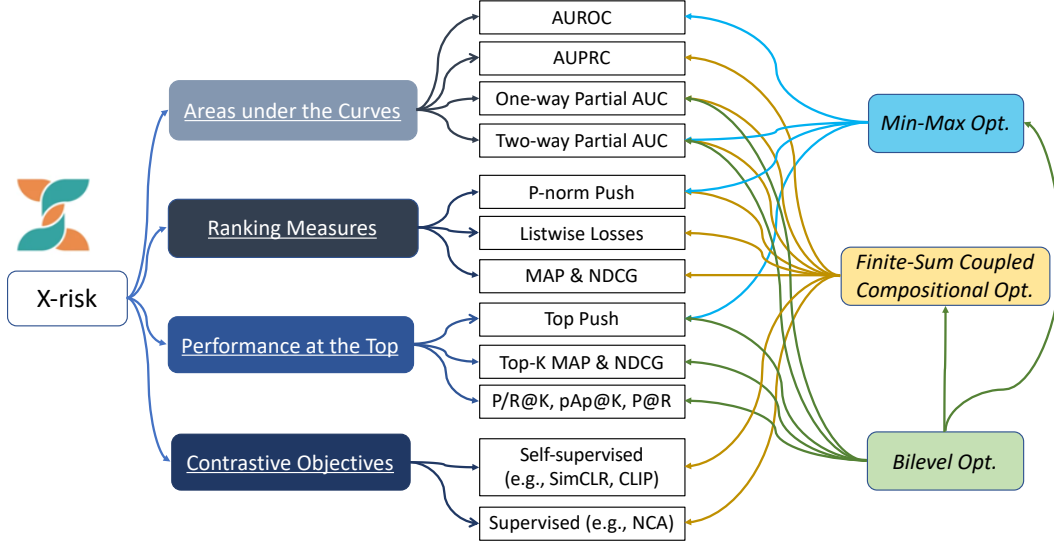 X-risk
Areas under the Curves
Ranking Measures
Performance at the Top
Contrastive Objectives
AUROC
AUPRC
One-way Partial AUC
Two-way Partial AUC
P-norm Push
Listwise Losses
MAP & NDCG
Top Push
Top-K MAP & NDCG
P/R@K, pAp@K, P@R
Self-supervised
(e.g., SimCLR, CLIP)
Supervised (e.g., NCA)
Min-Max Opt.
Finite-Sum Coupled
Compositional Opt.
Bilevel Opt.